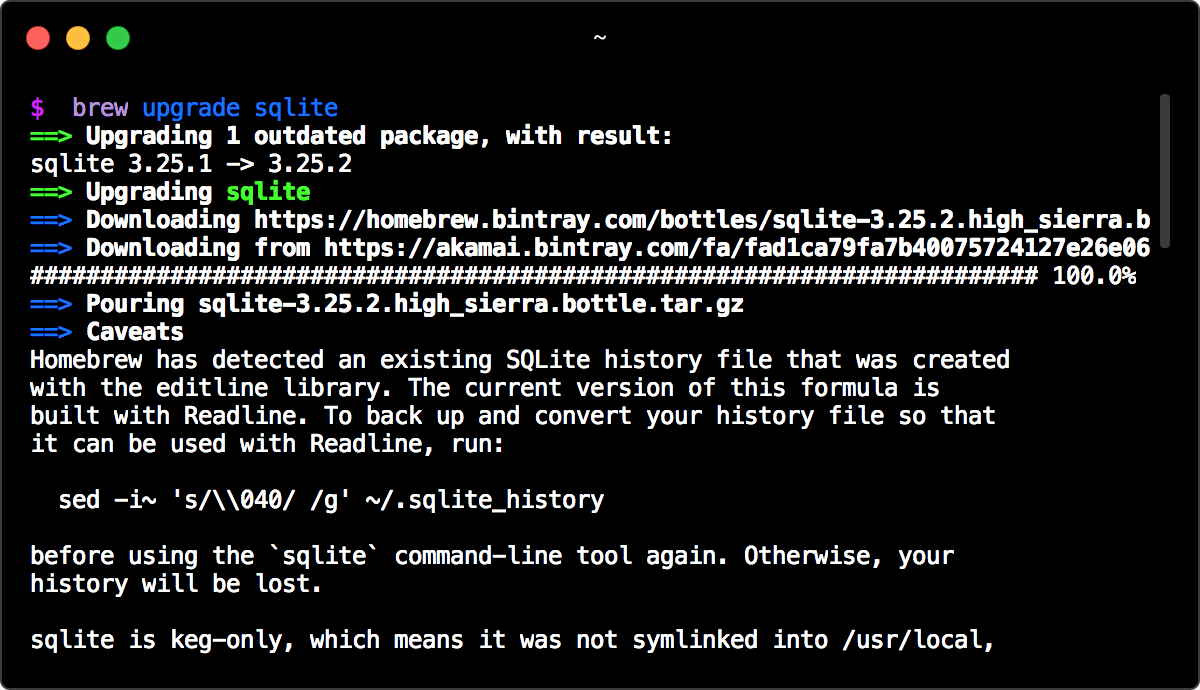 ~
$  brew upgrade sqlite
==> Upgrading 1 outdated package, with result:
sqlite 3.25.1 -> 3.25.2
==> Upgrading sqlite
==> Downloading https://homebrew.bintray.com/bottles/sqlite-3.25.2.high_sierra.b
==> Downloading from https://akamai.bintray.com/fa/fad1ca79fa7b40075724127e26e06
######################################################################## 100.0%
==> Pouring sqlite-3.25.2.high_sierra.bottle.tar.gz
==> Caveats
Homebrew has detected an existing SQLite history file that was created
with the editline library. The current version of this formula is
built with Readline. To back up and convert your history file so that
it can be used with Readline, run:

  sed -i~ 's/\\040/ /g' ~/.sqlite_history

before using the `sqlite` command-line tool again. Otherwise, your
history will be lost.

sqlite is keg-only, which means it was not symlinked into /usr/local,